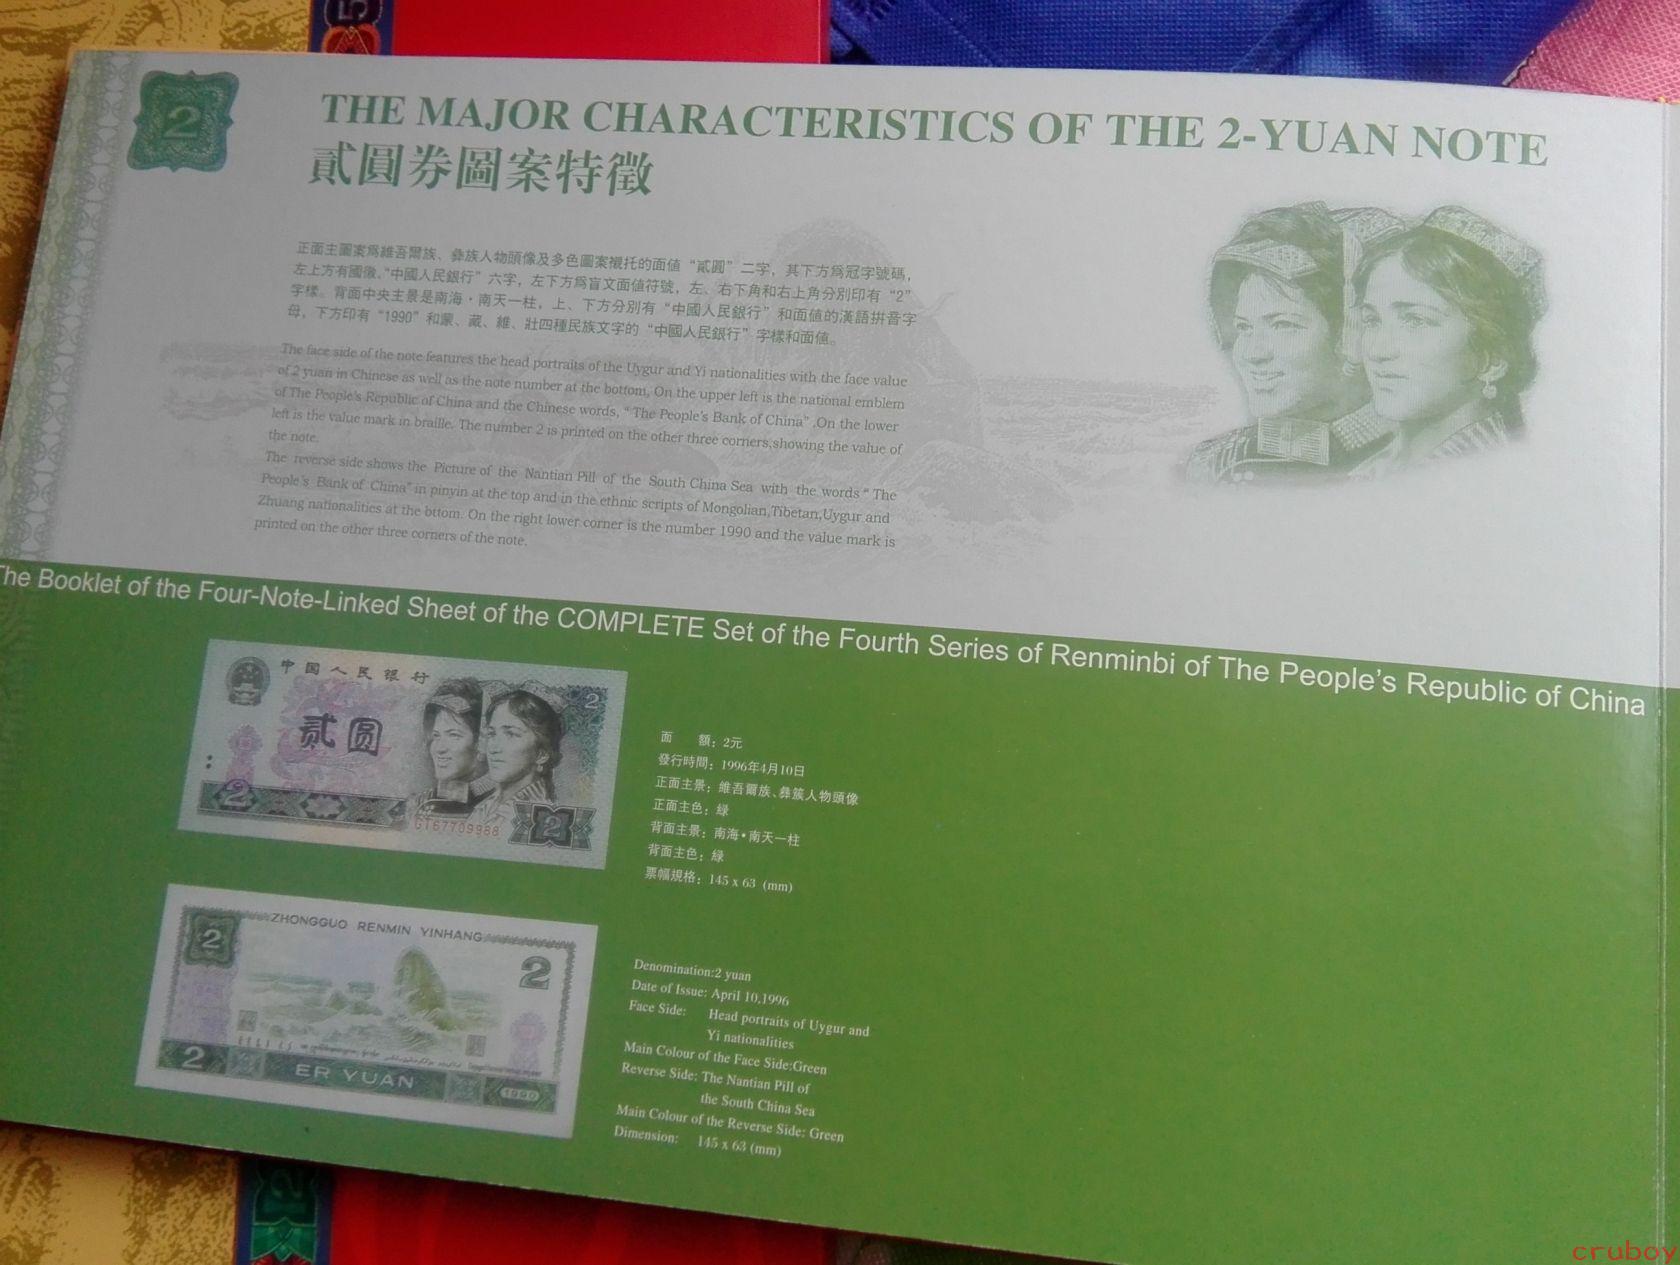 2
THE MAJOR CHARACTERISTICS OF THE 2-YUAN NOTE
貳圓券圖案特徵
正面主圖案爲維吾爾族、彝族人物頭像及多色圖案襯托的面值“貳圓”二字，其下方爲冠字號碼，
左上方有國徽，“中國人民銀行”六字，左下方爲盲文面值符號，左、右下角和右上角分別印有“2”
字樣。背面中央主景是南海·南天一柱，上、下方分別有“中國人民銀行”和面值的漢語拼音字
母，下方印有“1990”和蒙、藏、維、壯四種民族文字的“中國人民銀行”字樣和面值。
The face side of the note features the head portraits of the Uygur and Yi nationalities with the face value
of 2 yuan in Chinese as well as the note number at the bottom, On the upper left is the national emblem
of The People's Republic of China and the Chinese words, “ The People's Bank of China” .On the lower
left is the value mark in braille. The number 2 is printed on the other three corners,showing the value of
the note.
The reverse side shows the Picture of the Nantian Pill of the South China Sea with the words “ The
People's Bank of China” in pinyin at the top and in the ethnic scripts of Mongolian,Tibetan,Uygur and
Zhuang nationalities at the bttom. On the right lower corner is the number 1990 and the value mark is
printed on the other three corners of the note.
The Booklet of the Four-Note-Linked Sheet of the COMPLETE Set of the Fourth Series of Renminbi of The People's Republic of China
中国人民银行
贰圆
2
2
2
GT67709988
面 額：2元
發行時間：1996年4月10日
正面主景：維吾爾族、彝簇人物頭像
正面主色：綠
背面主景：南海·南天一柱
背面主色：綠
票幅規格：145 x 63 (mm)
ZHONGGUO RENMIN YINHANG
2
2
2
ER YUAN
1990
Denomination:2 yuan
Date of Issue: April 10,1996
Face Side: Head portraits of Uygur and
Yi nationalities
Main Colour of the Face Side:Green
Reverse Side: The Nantian Pill of
the South China Sea
Main Colour of the Reverse Side: Green
Dimension: 145 x 63 (mm)
cruboy